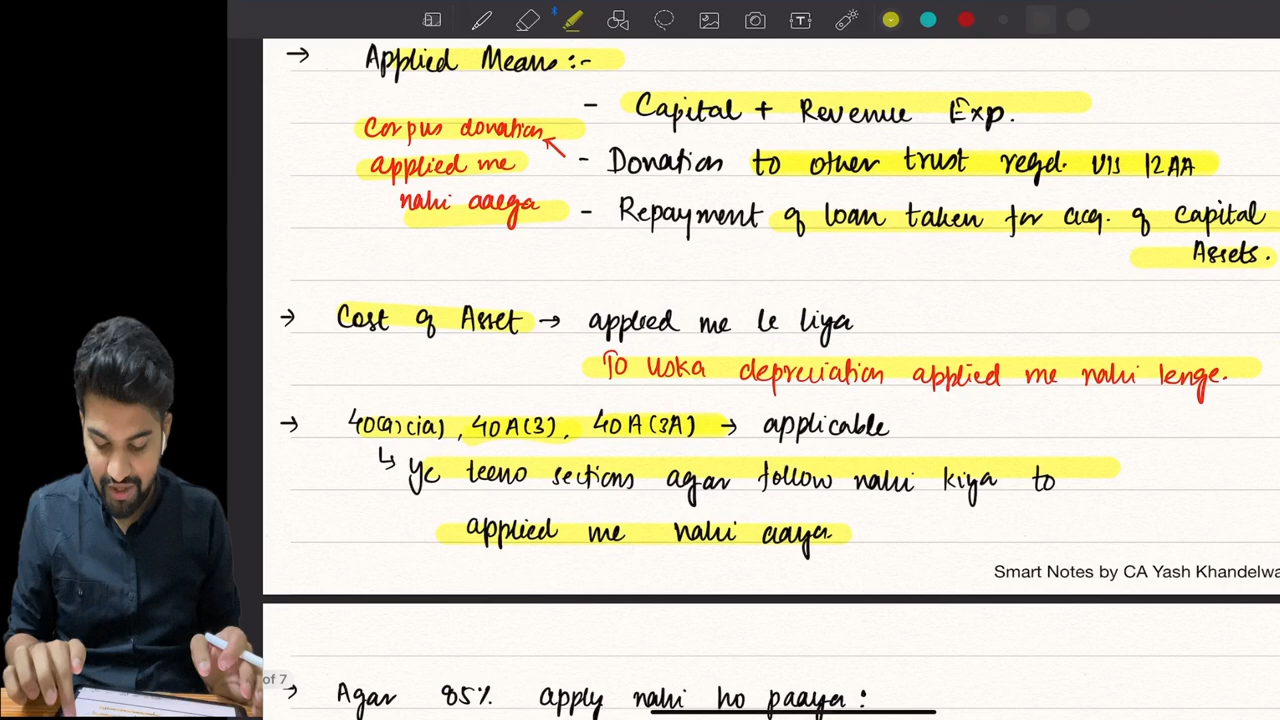 → Applied Means :-
- Capital + Revenue Exp.
Corpus donation
applied me
nahi aaega
- Donation to other trust regd. U/s 12AA
- Repayment of loan taken for acq. of capital
Assets.
→ Cost of Asset → applied me le liya
To uska depreciation applied me nahi lenge.
→ 40(a)(ia), 40A(3), 40A(3A) → applicable
↳ ye teeno sections agar follow nahi kiya to
applied me nahi aaya
Smart Notes by CA Yash Khandelwa
of 7
→ Agar 85% apply nahi ho paaya :